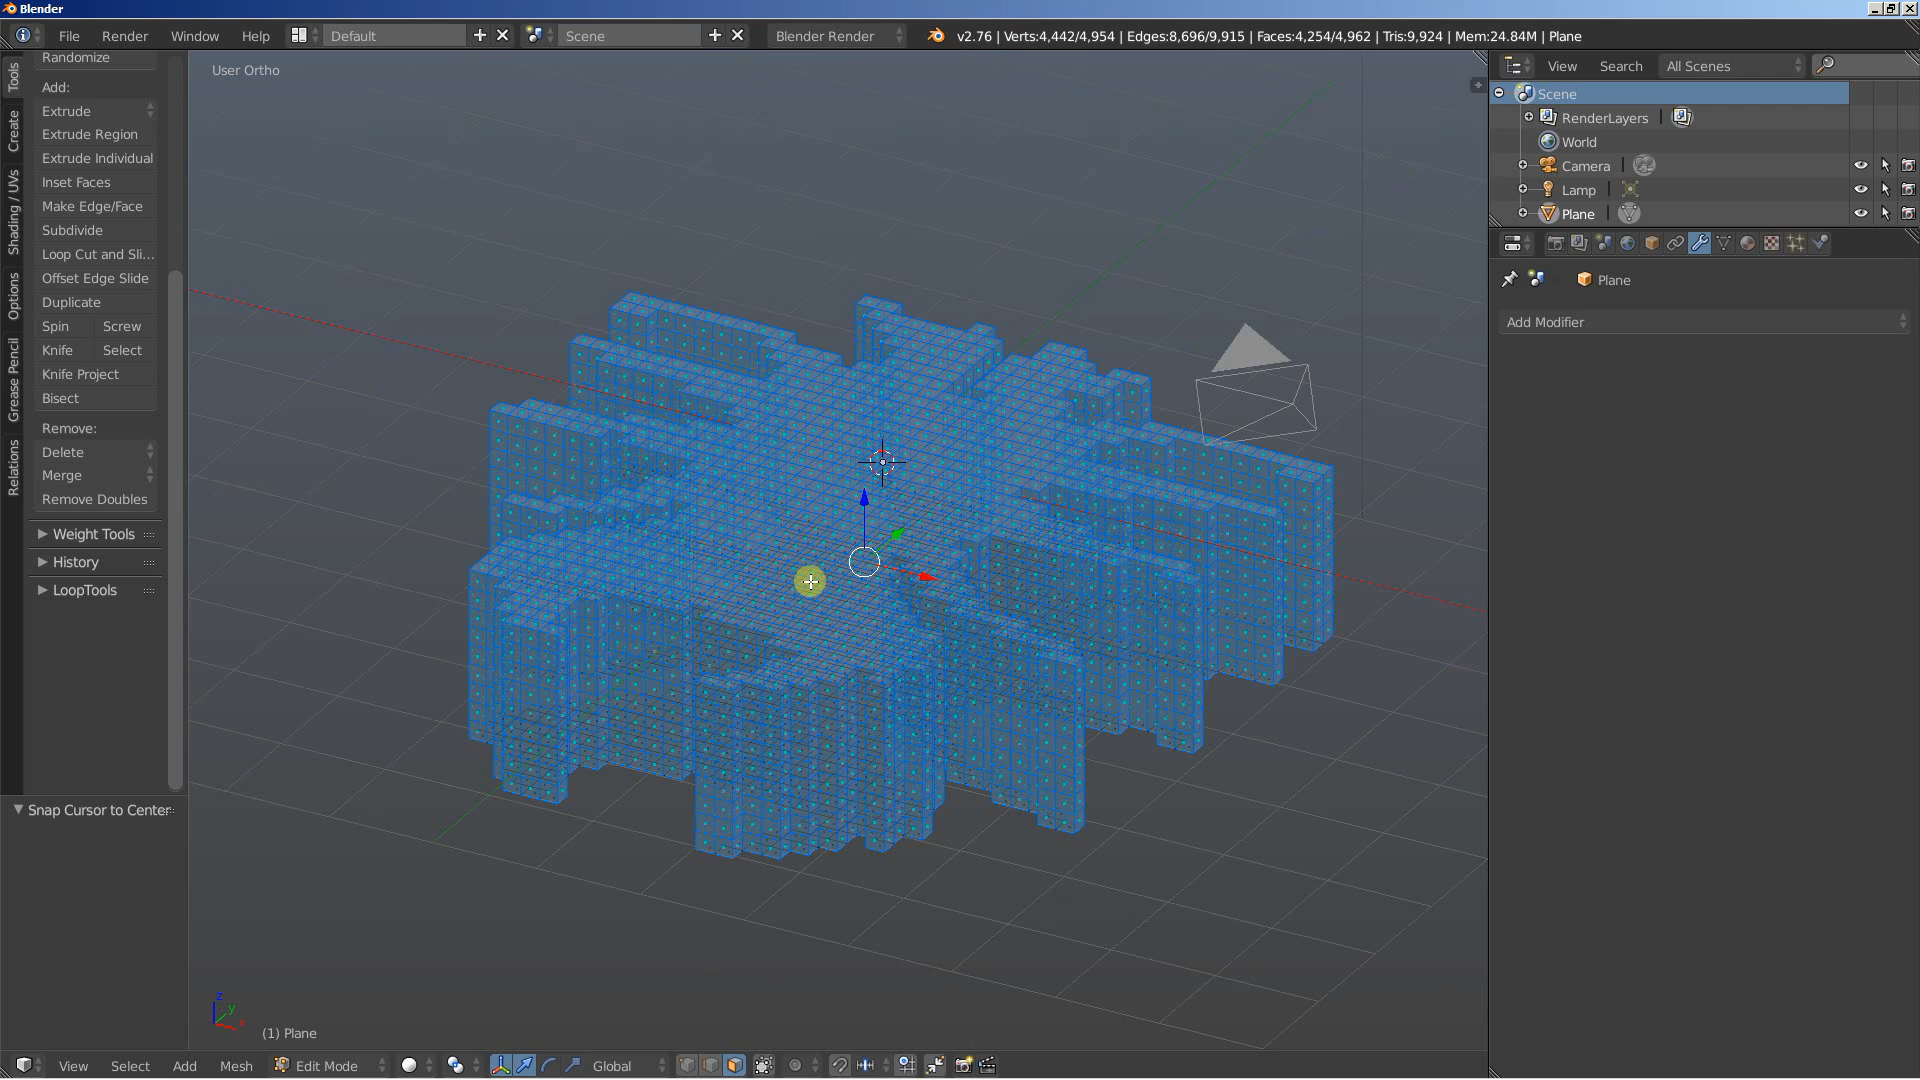 Blender
File Render Window Help Default Scene Blender Render v2.76 | Verts:4,442/4,954 | Edges:8,696/9,915 | Faces:4,254/4,962 | Tris:9,924 | Mem:24.84M | Plane
User Ortho
Tools
Create
Shading / UVs
Options
Grease Pencil
Relations
Randomize
Add:
Extrude
Extrude Region
Extrude Individual
Inset Faces
Make Edge/Face
Subdivide
Loop Cut and Sli...
Offset Edge Slide
Duplicate
Spin Screw
Knife Select
Knife Project
Bisect
Remove:
Delete
Merge
Remove Doubles
Weight Tools
History
LoopTools
Snap Cursor to Center
z
y
x
(1) Plane
View Select Add Mesh Edit Mode Global
View Search All Scenes
Scene
RenderLayers
World
Camera
Lamp
Plane
Plane
Add Modifier